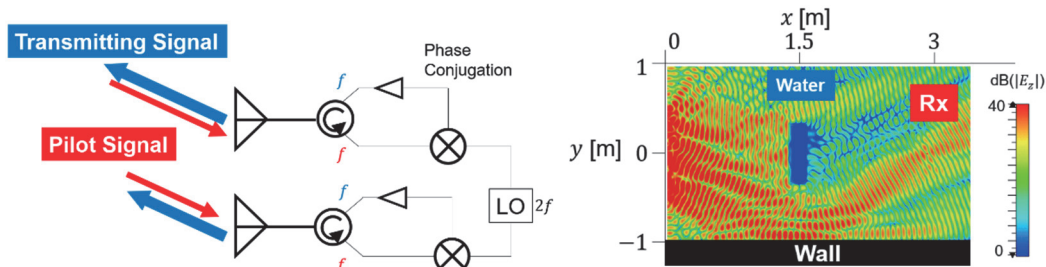 Transmitting Signal
Pilot Signal
f
f
f
f
Phase
Conjugation
LO
2f
x [m]
0
1.5
3
1
y [m]
0
−1
Water
Rx
Wall
dB(|E_z|)
40
0